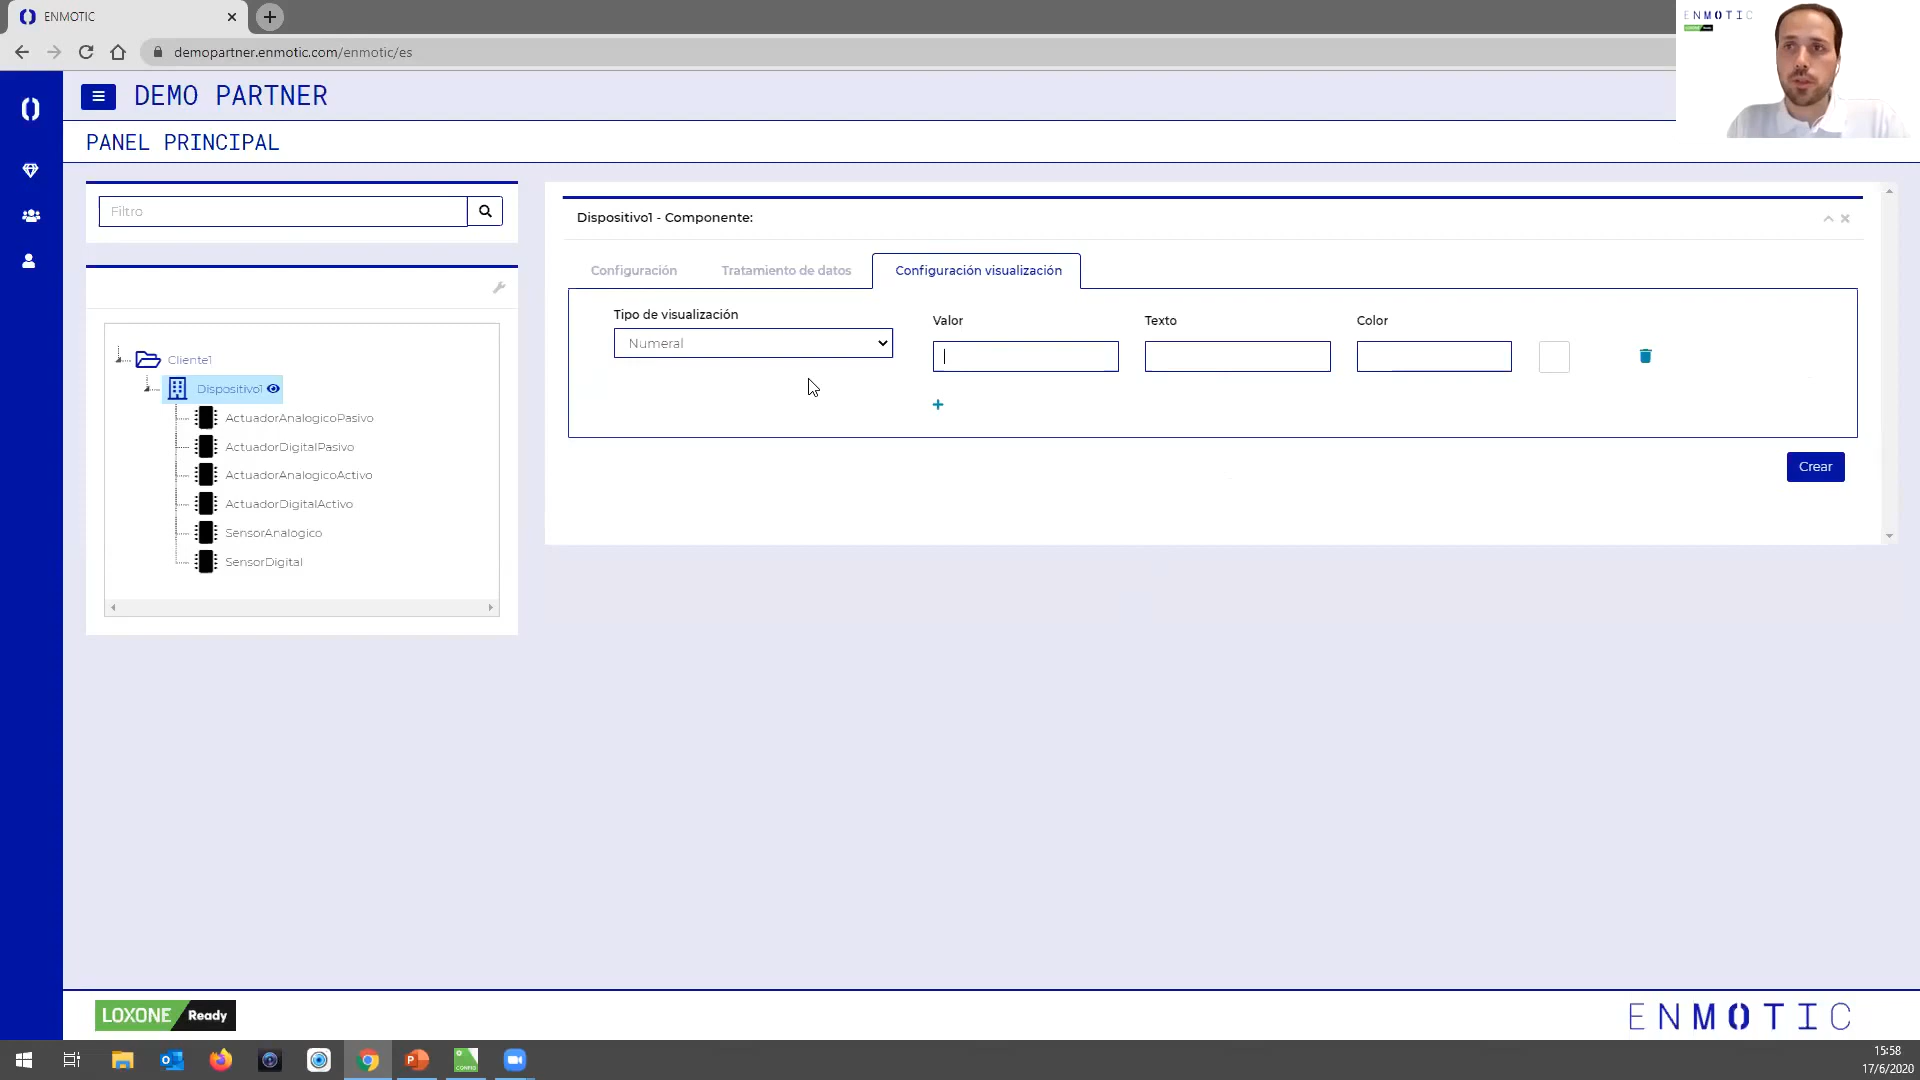 ENMOTIC
demopartner.enmotic.com/enmotic/es
ENMOTIC
DEMO PARTNER
PANEL PRINCIPAL
Filtro
Dispositivo1 - Componente:
Configuración
Tratamiento de datos
Configuración visualización
Tipo de visualización
Valor
Texto
Color
Numeral
Cliente1
Dispositivo1
ActuadorAnalogicoPasivo
ActuadorDigitalPasivo
ActuadorAnalogicoActivo
ActuadorDigitalActivo
SensorAnalogico
SensorDigital
Crear
LOXONE Ready
ENMOTIC
CONFIG
15:58
17/6/2020